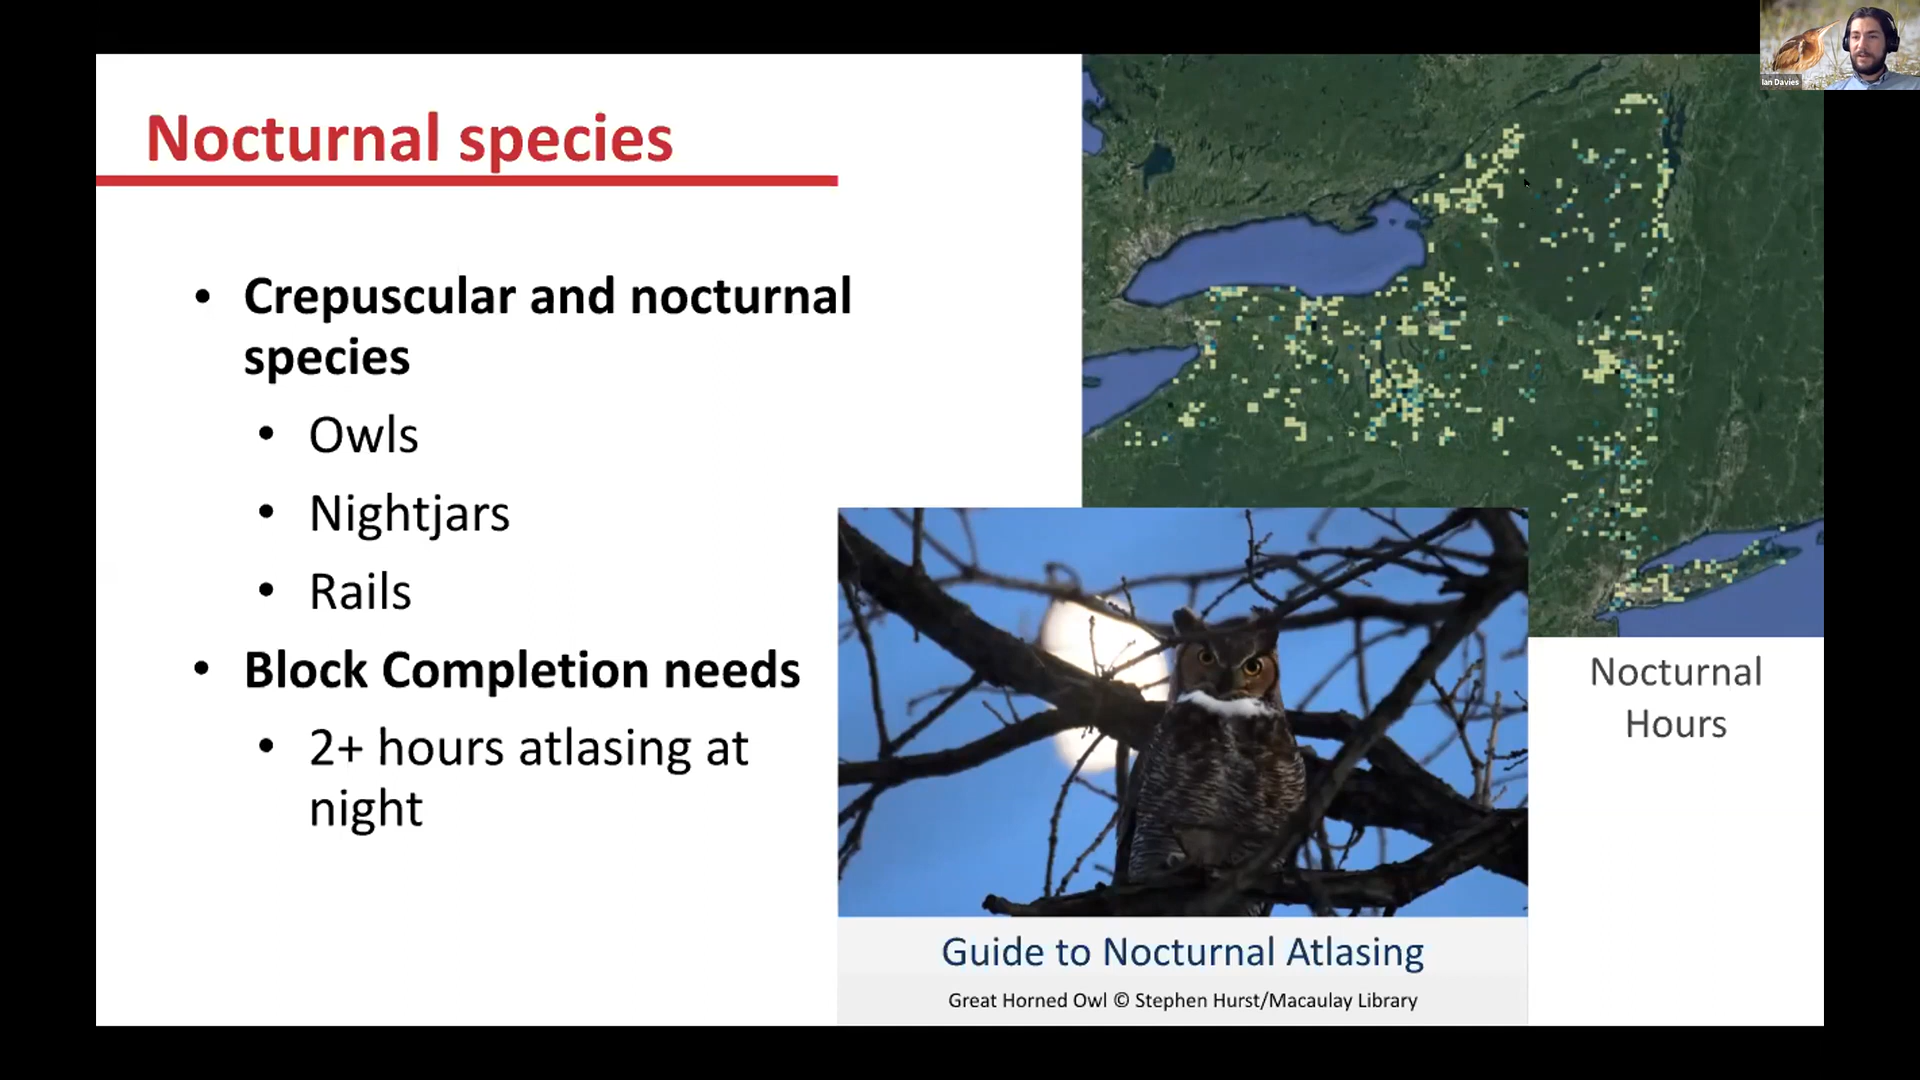 Ian Davies
Nocturnal species
• Crepuscular and nocturnal
species
• Owls
• Nightjars
• Rails
• Block Completion needs
• 2+ hours atlasing at
night
Nocturnal
Hours
Guide to Nocturnal Atlasing
Great Horned Owl © Stephen Hurst/Macaulay Library